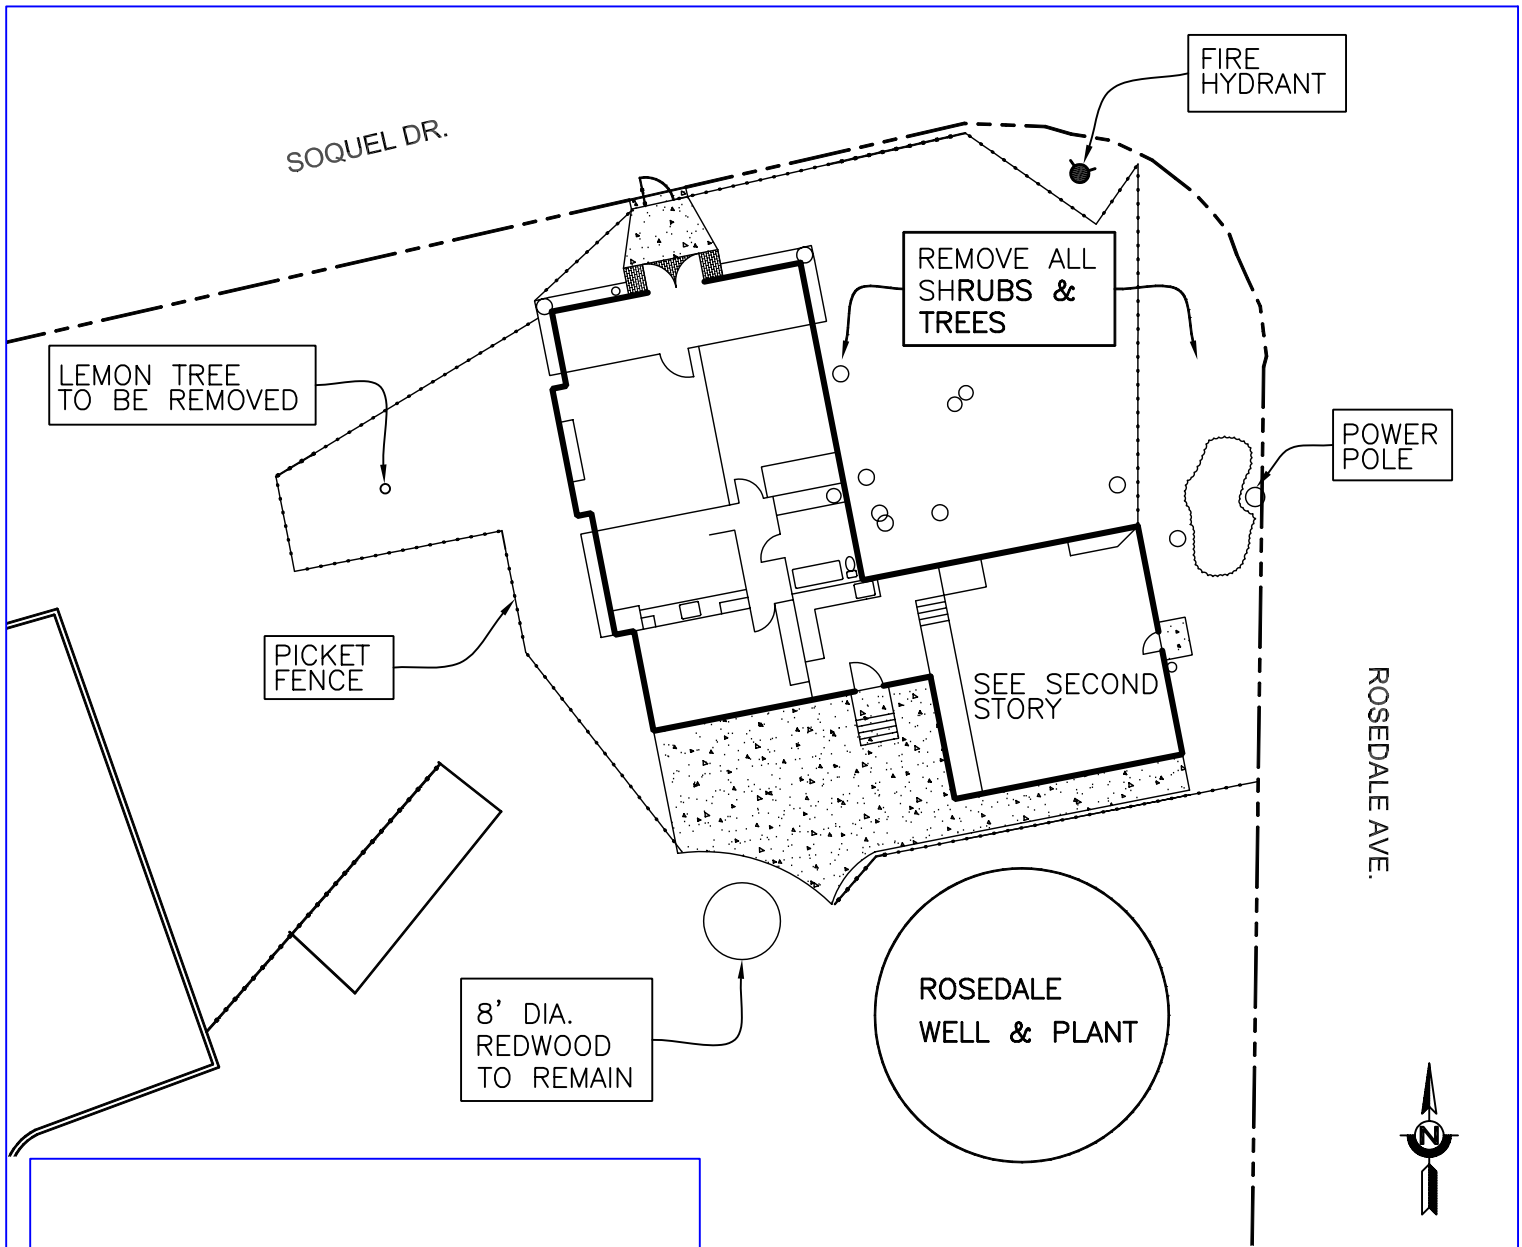 FIRE
HYDRANT
SOQUEL DR.
REMOVE ALL
SHRUBS &
TREES
LEMON TREE
TO BE REMOVED
POWER
POLE
PICKET
FENCE
SEE SECOND
STORY
ROSEDALE AVE.
8' DIA.
REDWOOD
TO REMAIN
ROSEDALE
WELL & PLANT
N